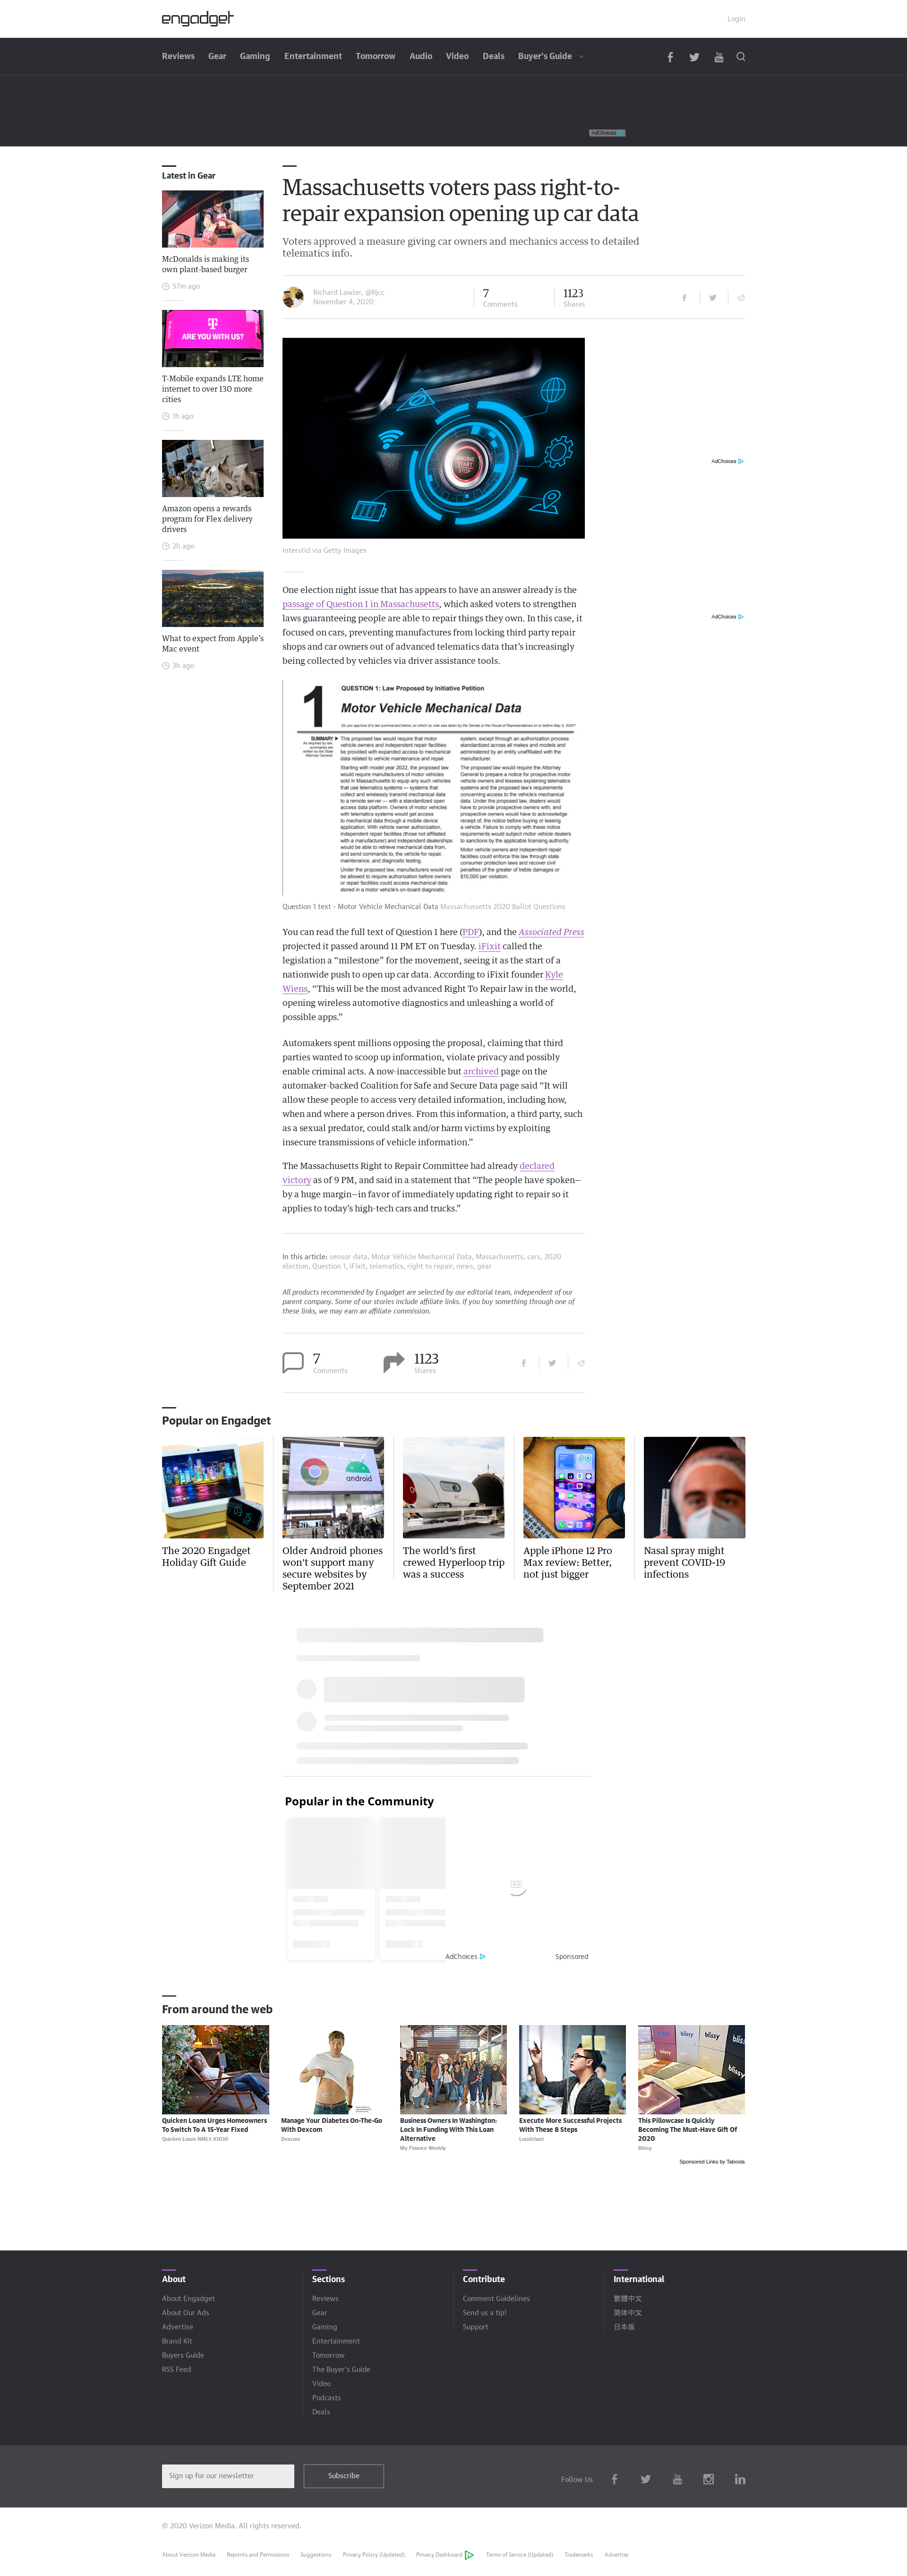 engadget
Login
Reviews Gear Gaming Entertainment Tomorrow Audio Video Deals Buyer's Guide
AdChoices
Latest in Gear
McDonalds is making its
own plant-based burger
57m ago
T-Mobile expands LTE home
internet to over 130 more
cities
1h ago
Amazon opens a rewards
program for Flex delivery
drivers
2h ago
What to expect from Apple's
Mac event
3h ago
Massachusetts voters pass right-to-
repair expansion opening up car data
Voters approved a measure giving car owners and mechanics access to detailed
telematics info.
Richard Lawler, @Rjcc
November 4, 2020
7
Comments
1123
Shares
ARE YOU WITH US?
ENGINE
START
STOP
interstid via Getty Images
AdChoices
AdChoices
One election night issue that has appears to have an answer already is the
passage of Question 1 in Massachusetts, which asked voters to strengthen
laws guaranteeing people are able to repair things they own. In this case, it
focused on cars, preventing manufactures from locking third party repair
shops and car owners out of advanced telematics data that's increasingly
being collected by vehicles via driver assistance tools.
1
QUESTION 1: Law Proposed by Initiative Petition
Motor Vehicle Mechanical Data
Do you approve of a law summarized below, on which no vote was taken by the Senate or the House of Representatives on or before May 5, 2020?
SUMMARY
As required by law,
summaries are
written by the State
Attorney General
This proposed law would require that motor
vehicle owners and independent repair facilities
be provided with expanded access to mechanical
data related to vehicle maintenance and repair.
Starting with model year 2022, the proposed law
would require manufacturers of motor vehicles
sold in Massachusetts to equip any such vehicles
that use telematics systems — systems that
collect and wirelessly transmit mechanical
data to a remote server — with a standardized
open access data platform. Owners of motor vehicles
with telematics systems would get access
to mechanical data through a mobile device
application. With vehicle owner authorization,
independent repair facilities (those not affiliated
with a manufacturer) and independent dealerships
would be able to retrieve mechanical data from,
and send commands to, the vehicle for repair,
maintenance, and diagnostic testing.
Under the proposed law, manufacturers would not
be allowed to require authorization before owners
or repair facilities could access mechanical data
stored in a motor vehicle's on-board diagnostic
system, except through an authorization process
standardized across all makes and models and
administered by an entity unaffiliated with the
manufacturer.
The proposed law would require the Attorney
General to prepare a notice for prospective motor
vehicle owners and lessees explaining telematics
systems and the proposed law's requirements
concerning access to the vehicle's mechanical
data. Under the proposed law, dealers would
have to provide prospective owners with, and
prospective owners would have to acknowledge
receipt of, the notice before buying or leasing
a vehicle. Failure to comply with these notice
requirements would subject motor vehicle dealers
to sanctions by the applicable licensing authority.
Motor vehicle owners and independent repair
facilities could enforce this law through state
consumer protection laws and recover civil
penalties of the greater of treble damages or
$10,000 per violation.
Question 1 text - Motor Vehicle Mechanical Data Massachussetts 2020 Ballot Questions
You can read the full text of Question 1 here (PDF), and the Associated Press
projected it passed around 11 PM ET on Tuesday. iFixit called the
legislation a “milestone” for the movement, seeing it as the start of a
nationwide push to open up car data. According to iFixit founder Kyle
Wiens, “This will be the most advanced Right To Repair law in the world,
opening wireless automotive diagnostics and unleashing a world of
possible apps.”
Automakers spent millions opposing the proposal, claiming that third
parties wanted to scoop up information, violate privacy and possibly
enable criminal acts. A now-inaccessible but archived page on the
automaker-backed Coalition for Safe and Secure Data page said “It will
allow these people to access very detailed information, including how,
when and where a person drives. From this information, a third party, such
as a sexual predator, could stalk and/or harm victims by exploiting
insecure transmissions of vehicle information.”
The Massachusetts Right to Repair Committee had already declared
victory as of 9 PM, and said in a statement that “The people have spoken—
by a huge margin—in favor of immediately updating right to repair so it
applies to today's high-tech cars and trucks.”
In this article: sensor data, Motor Vehicle Mechanical Data, Massachusetts, cars, 2020
election, Question 1, iFixit, telematics, right to repair, news, gear
All products recommended by Engadget are selected by our editorial team, independent of our
parent company. Some of our stories include affiliate links. If you buy something through one of
these links, we may earn an affiliate commission.
7
Comments
1123
Shares
Popular on Engadget
android
The 2020 Engadget
Holiday Gift Guide
Older Android phones
won't support many
secure websites by
September 2021
The world's first
crewed Hyperloop trip
was a success
Apple iPhone 12 Pro
Max review: Better,
not just bigger
Nasal spray might
prevent COVID-19
infections
Popular in the Community
Ad
AdChoices
Sponsored
From around the web
blissy blissy blissy
Quicken Loans Urges Homeowners
To Switch To A 15-Year Fixed
Quicken Loans NMLS #3030
Manage Your Diabetes On-The-Go
With Dexcom
Dexcom
Business Owners In Washington:
Lock In Funding With This Loan
Alternative
My Finance Weekly
Execute More Successful Projects
With These 8 Steps
Lucidchart
This Pillowcase Is Quickly
Becoming The Must-Have Gift Of
2020
Blissy
Sponsored Links by Taboola
About
About Engadget
About Our Ads
Advertise
Brand Kit
Buyers Guide
RSS Feed
Sections
Reviews
Gear
Gaming
Entertainment
Tomorrow
The Buyer's Guide
Video
Podcasts
Deals
Contribute
Comment Guidelines
Send us a tip!
Support
International
繁體中文
简体中文
日本版
Sign up for our newsletter
Subscribe
Follow Us
© 2020 Verizon Media. All rights reserved.
About Verizon Media Reprints and Permissions Suggestions Privacy Policy (Updated) Privacy Dashboard Terms of Service (Updated) Trademarks Advertise